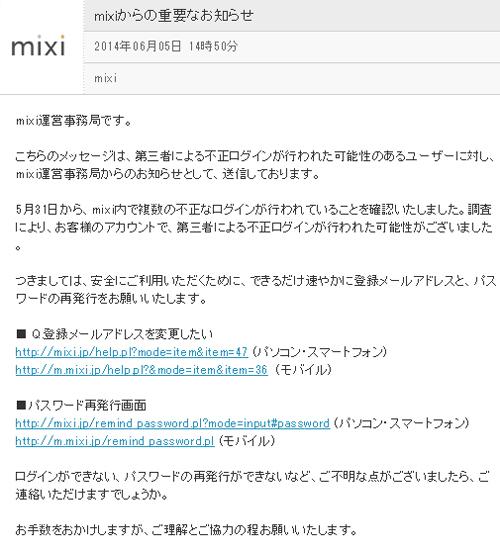 mixi
mixiからの重要なお知らせ
2014年06月05日 14時50分
mixi
mixi運営事務局です。
こちらのメッセージは、第三者による不正ログインが行われた可能性のあるユーザーに対し、
mixi運営事務局からのお知らせとして、送信しております。
5月31日から、mixi内で複数の不正なログインが行われていることを確認いたしました。調査
により、お客様のアカウントで、第三者による不正ログインが行われた可能性がございました
。
つきましては、安全にご利用いただくために、できるだけ速やかに登録メールアドレスと、パス
ワードの再発行をお願いいたします。
■ Q.登録メールアドレスを変更したい
http://mixi.jp/help.pl?mode=item&item=47 (パソコン・スマートフォン)
http://m.mixi.jp/help.pl?&mode=item&item=36 (モバイル)
■パスワード再発行画面
http://mixi.jp/remind_password.pl?mode=input#password (パソコン・スマートフォン)
http://m.mixi.jp/remind_password.pl (モバイル)
ログインができない、パスワードの再発行ができないなど、ご不明な点がございましたら、ご
連絡いただけますでしょうか。
お手数をおかけしますが、ご理解とご協力の程お願いいたします。